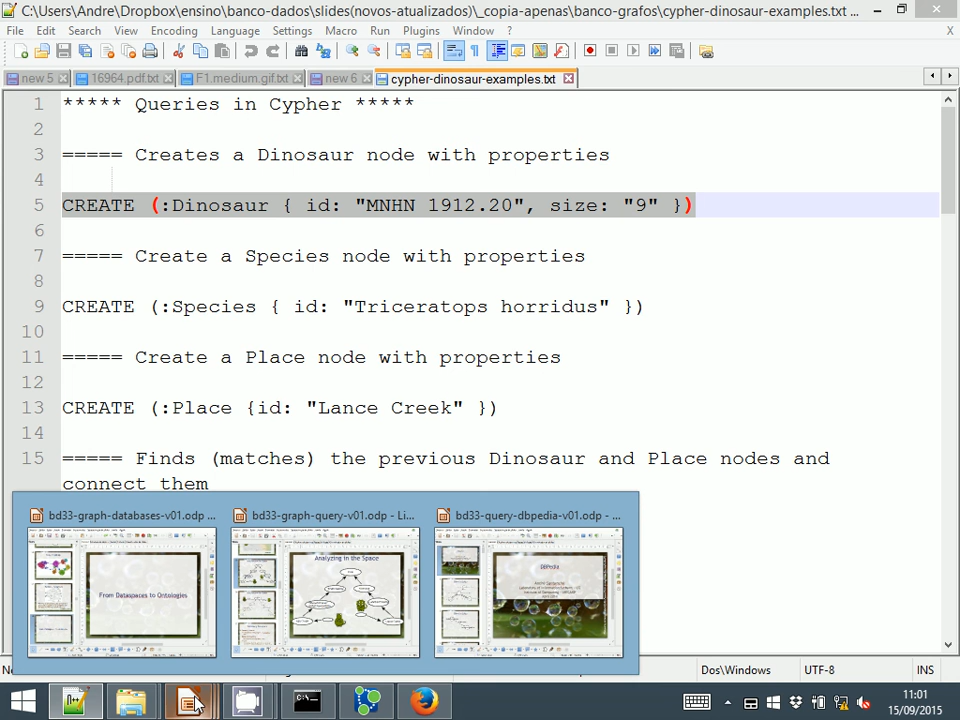 C:\Users\Andre\Dropbox\ensino\banco-dados\slides(novos-atualizados)\_copia-apenas\banco-grafos\cypher-dinosaur-examples.txt ...
File Edit Search View Encoding Language Settings Macro Run Plugins Window ? X
new 5 16964.pdf.txt F1.medium.gif.txt new 6 cypher-dinosaur-examples.txt
1 ***** Queries in Cypher *****
2
3 ===== Creates a Dinosaur node with properties
4
5 CREATE (:Dinosaur { id: "MNHN 1912.20", size: "9" })
6
7 ===== Create a Species node with properties
8
9 CREATE (:Species { id: "Triceratops horridus" })
10
11 ===== Create a Place node with properties
12
13 CREATE (:Place {id: "Lance Creek" })
14
15 ===== Finds (matches) the previous Dinosaur and Place nodes and
connect them
bd33-graph-databases-v01.odp ... bd33-graph-query-v01.odp - Li... bd33-query-dbpedia-v01.odp - ...
From Dataspaces to Ontologies
Analyzing in the Space
DBpedia
Dos\Windows UTF-8 INS
11:01
15/09/2015